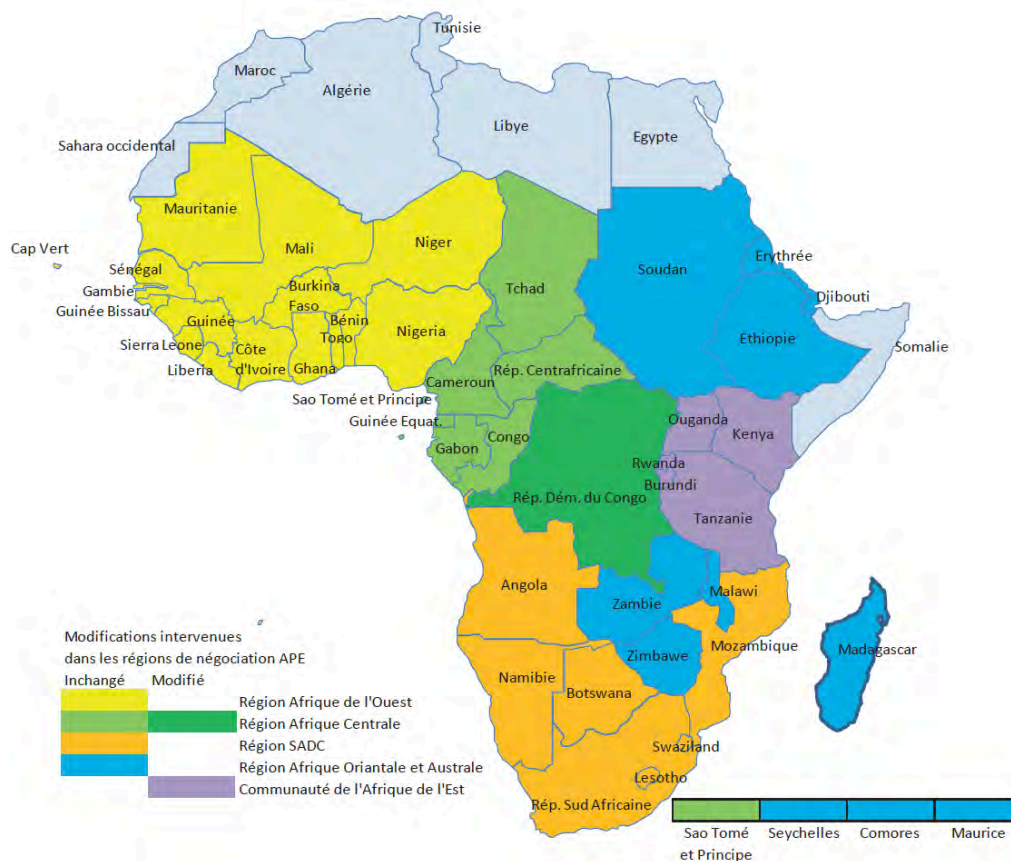 Tunisie
Maroc
Algérie
Libye
Egypte
Sahara occidental
Mauritanie
Mali
Niger
Cap Vert
Sénégal
Soudan
Erythrée
Tchad
Gambie
Burkina
Faso
Djibouti
Guinée Bissau
Guinée
Bénin
Togo
Nigeria
Ethiopie
Sierra Leone
Côte
d'Ivoire
Somalie
Liberia
Ghana
Rép. Centrafricaine
Cameroun
Sao Tomé et Principe
Guinée Equat.
Ouganda
Congo
Kenya
Gabon
Rwanda
Burundi
Rép. Dém. du Congo
Tanzanie
Angola
Malawi
Zambie
Mozambique
Zimbawe
Madagascar
Namibie
Botswana
Swaziland
Lesotho
Rép. Sud Africaine
Modifications intervenues
dans les régions de négociation APE
Inchangé Modifié
Région Afrique de l'Ouest
Région Afrique Centrale
Région SADC
Région Afrique Oriantale et Australe
Communauté de l'Afrique de l'Est
Sao Tomé
et Principe
Seychelles
Comores
Maurice